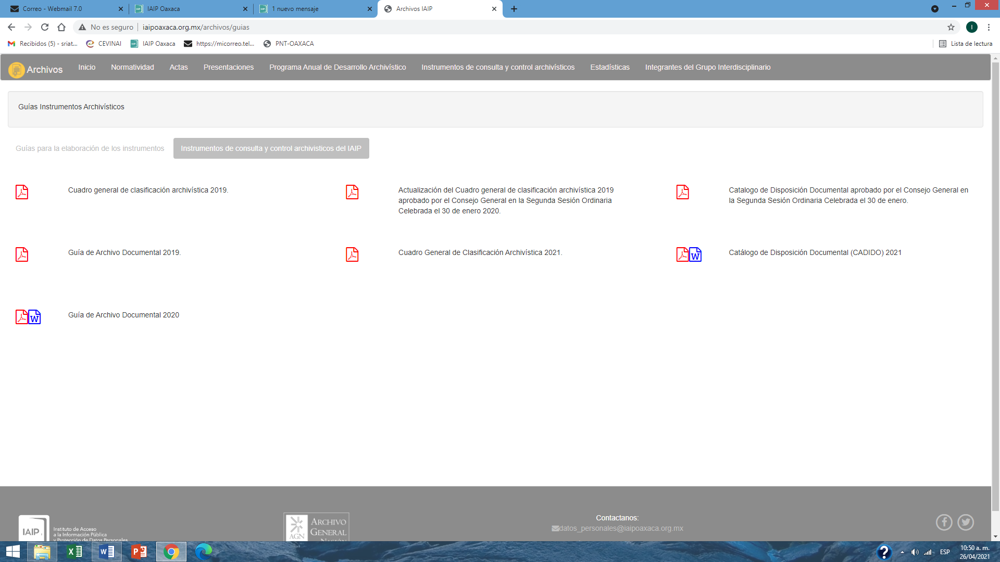 Correo - Webmail 7.0
IAIP Oaxaca
1 nuevo mensaje
Archivos IAIP
No es seguro
iaipoaxaca.org.mx/archivos/guias
Recibidos (5) - sriat...
CEVINAI
IAIP Oaxaca
https://micorreo.tel...
PNT-OAXACA
Lista de lectura
Archivos
Inicio
Normatividad
Actas
Presentaciones
Programa Anual de Desarrollo Archivístico
Instrumentos de consulta y control archivísticos
Estadísticas
Integrantes del Grupo Interdisciplinario
Guías Instrumentos Archivísticos
Guías para la elaboración de los instrumentos
Instrumentos de consulta y control archivisticos del IAIP
Cuadro general de clasificación archivística 2019.
Actualización del Cuadro general de clasificación archivística 2019
aprobado por el Consejo General en la Segunda Sesión Ordinaria
Celebrada el 30 de enero 2020.
Catalogo de Disposición Documental aprobado por el Consejo General en
la Segunda Sesión Ordinaria Celebrada el 30 de enero.
Guía de Archivo Documental 2019.
Cuadro General de Clasificación Archivística 2021.
Catálogo de Disposición Documental (CADIDO) 2021
Guía de Archivo Documental 2020
IAIP
Instituto de Acceso
a la Información Pública
y Protección de Datos Personales
AGN
ARCHIVO
GENERAL
NACIÓN
Contactanos:
datos_personales@iaipoaxaca.org.mx
ESP
10:50 a. m.
26/04/2021